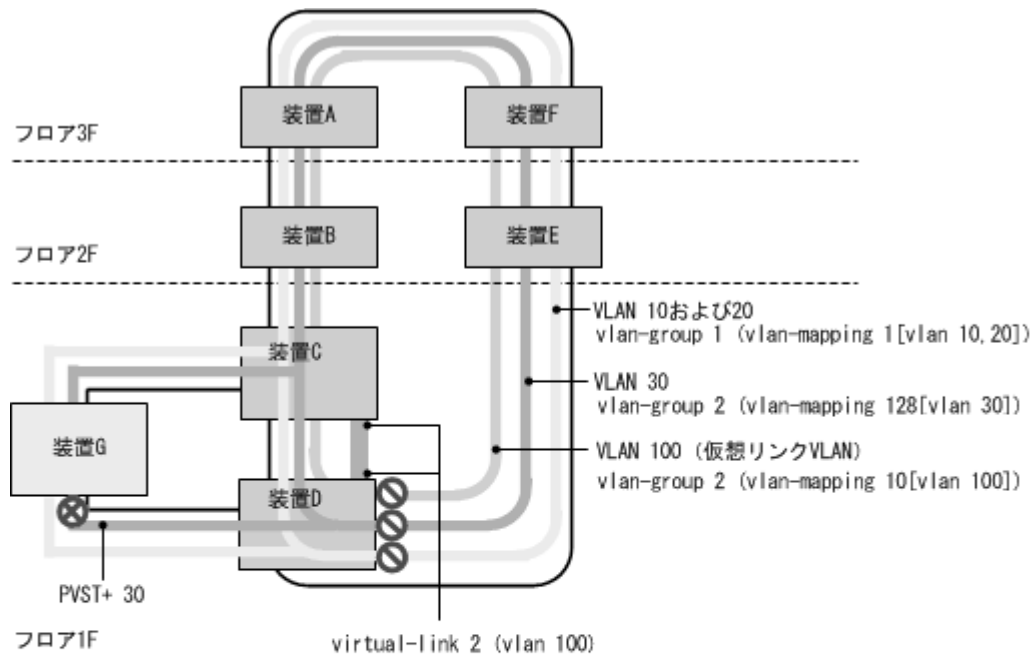 装置A
装置F
フロア3F
装置B
装置E
フロア2F
VLAN 10および20
vlan-group 1 (vlan-mapping 1[vlan 10,20])
装置C
VLAN 30
vlan-group 2 (vlan-mapping 128[vlan 30])
装置G
VLAN 100 (仮想リンクVLAN)
vlan-group 2 (vlan-mapping 10[vlan 100])
装置D
PVST+ 30
フロア1F
virtual-link 2 (vlan 100)